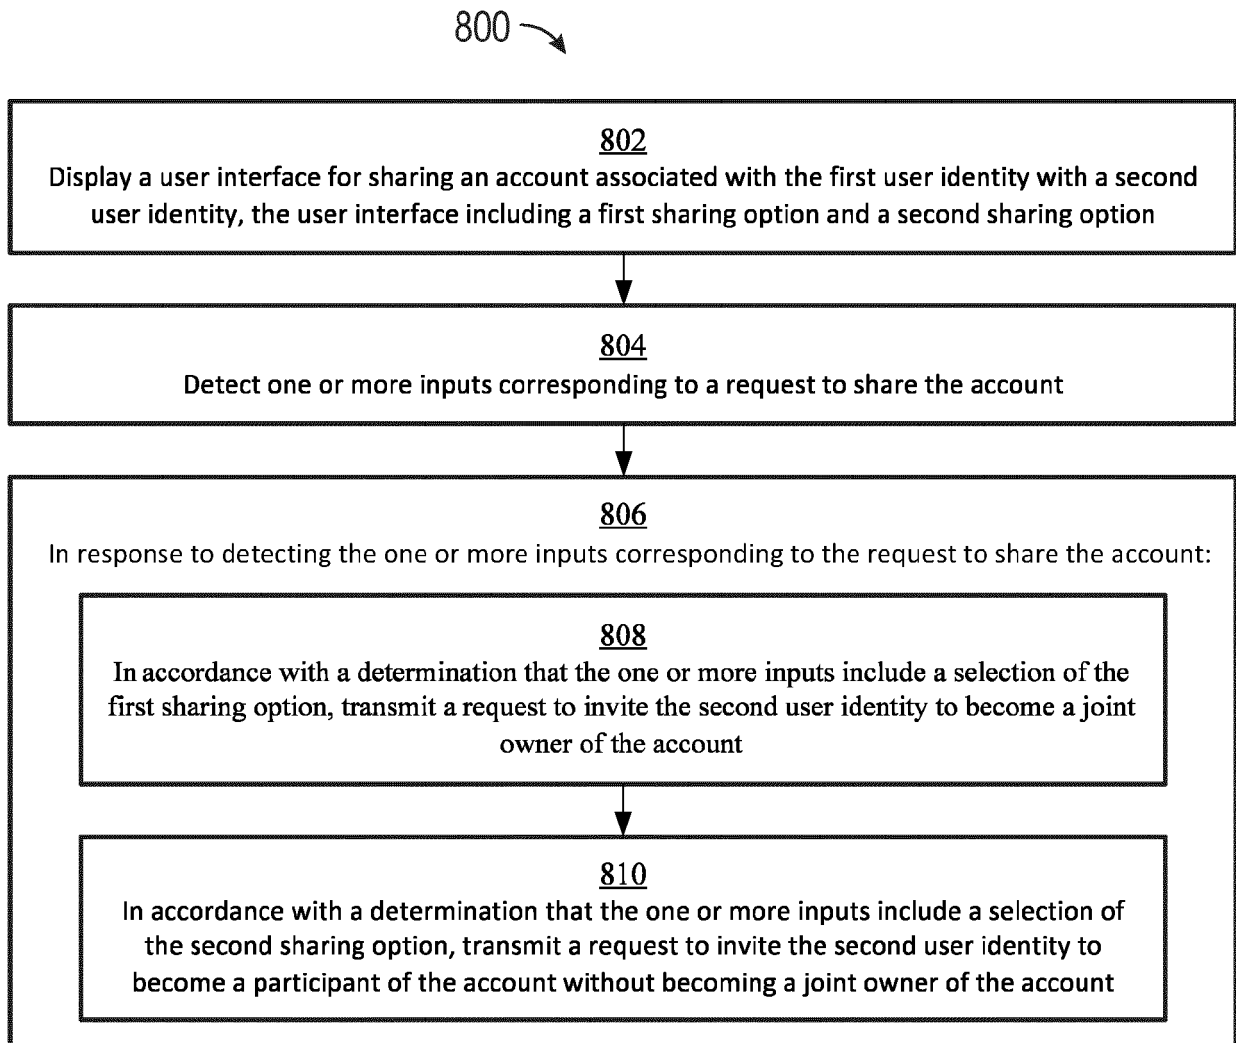 800
802
Display a user interface for sharing an account associated with the first user identity with a second
user identity, the user interface including a first sharing option and a second sharing option
804
Detect one or more inputs corresponding to a request to share the account
806
In response to detecting the one or more inputs corresponding to the request to share the account:
808
In accordance with a determination that the one or more inputs include a selection of the
first sharing option, transmit a request to invite the second user identity to become a joint
owner of the account
810
In accordance with a determination that the one or more inputs include a selection of
the second sharing option, transmit a request to invite the second user identity to
become a participant of the account without becoming a joint owner of the account